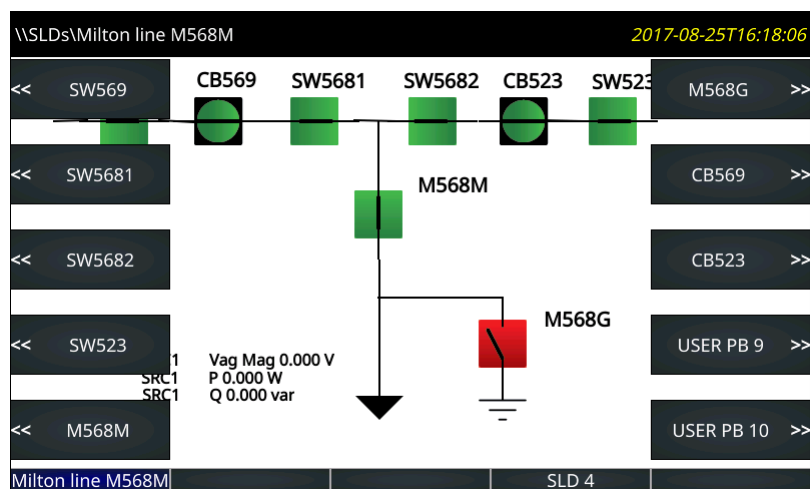 \\SLDs\Milton line M568M 2017-08-25T16:18:06
<< SW569 CB569 SW5681 SW5682 CB523 SW523 M568G >>
<< SW5681 M568M CB569 >>
<< SW5682 CB523 >>
M568G
<< SW523 USER PB 9 >>
1 Vag Mag 0.000 V
SRC1 P 0.000 W
SRC1 Q 0.000 var
<< M568M USER PB 10 >>
Milton line M568M SLD 4